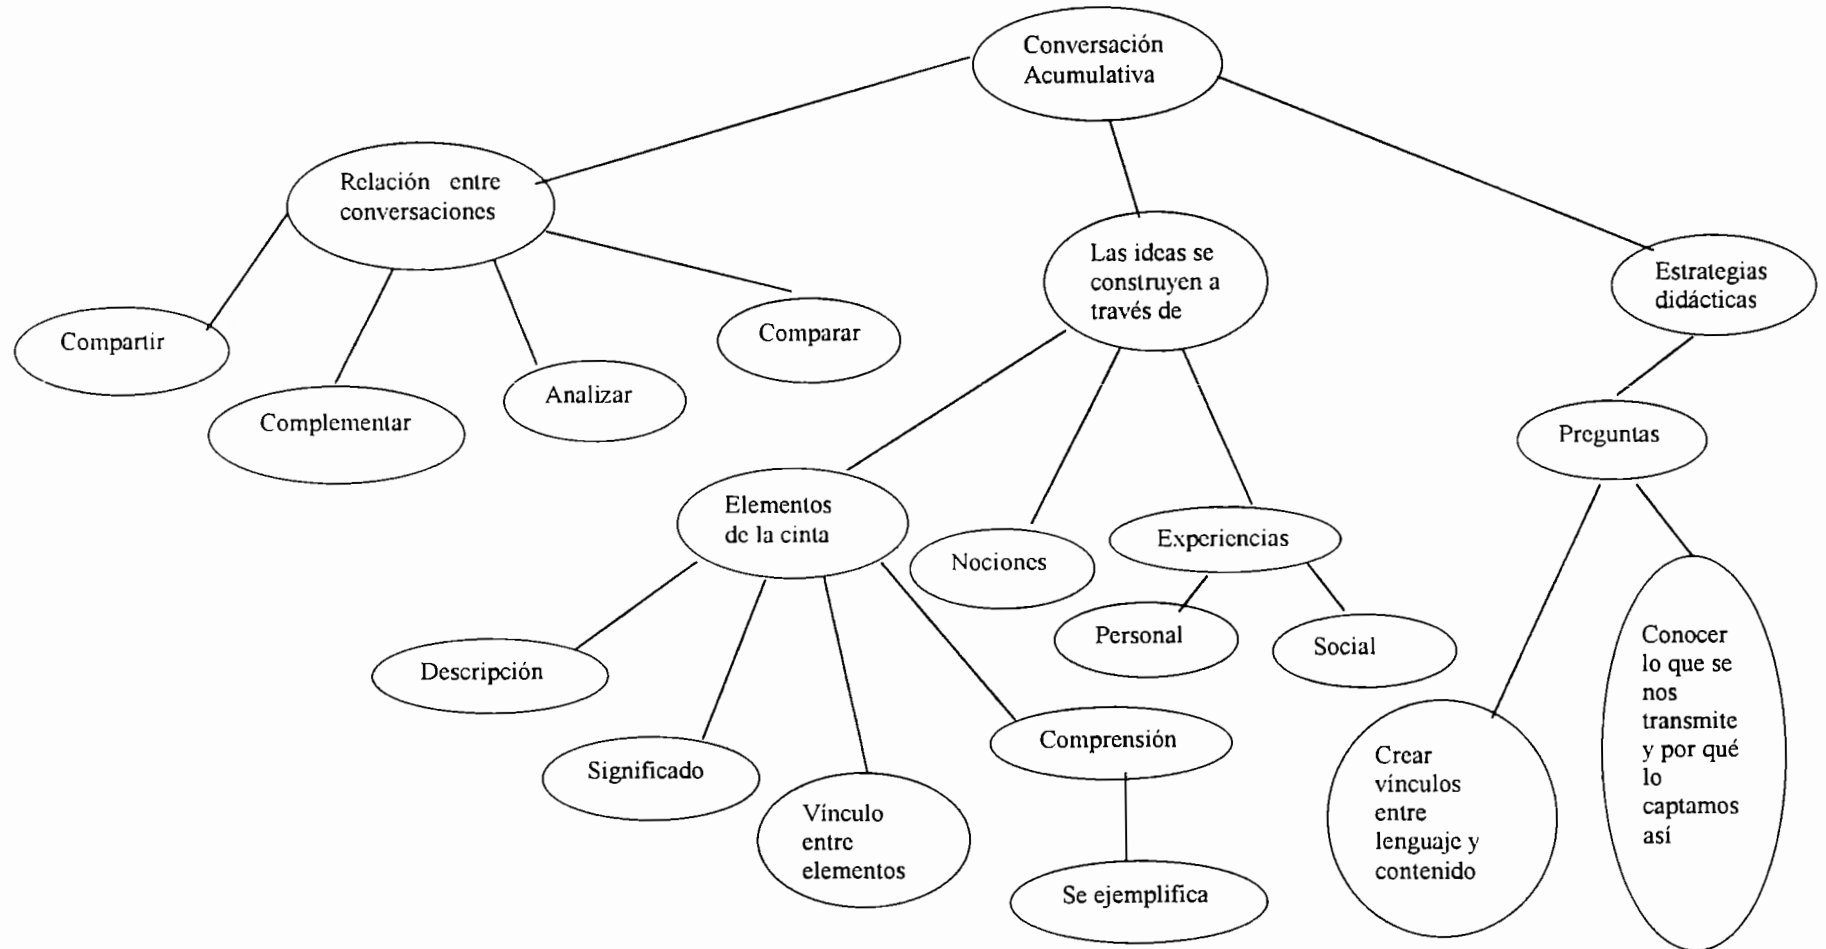 Conversación
Acumulativa
Relación entre
conversaciones
Las ideas se
construyen a
través de
Estrategias
didácticas
Compartir
Complementar
Analizar
Comparar
Preguntas
Elementos
de la cinta
Nociones
Experiencias
Personal
Social
Descripción
Significado
Vínculo
entre
elementos
Comprensión
Se ejemplifica
Crear
vínculos
entre
lenguaje y
contenido
Conocer
lo que se
nos
transmite
y por qué
lo
captamos
así